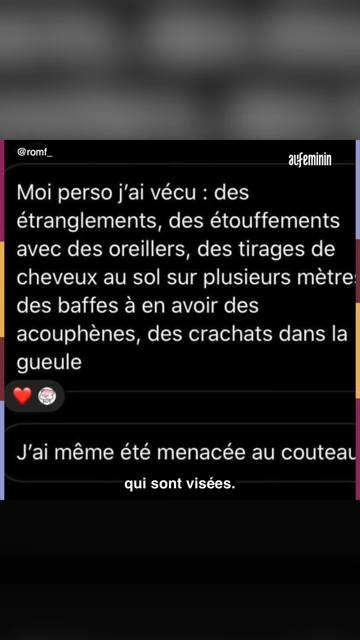 @romf_
aufeminin
Moi perso j'ai vécu : des
étranglements, des étouffements
avec des oreillers, des tirages de
cheveux au sol sur plusieurs mètres
des baffes à en avoir des
acouphènes, des crachats dans la
gueule
J'ai même été menacée au couteau
qui sont visées.